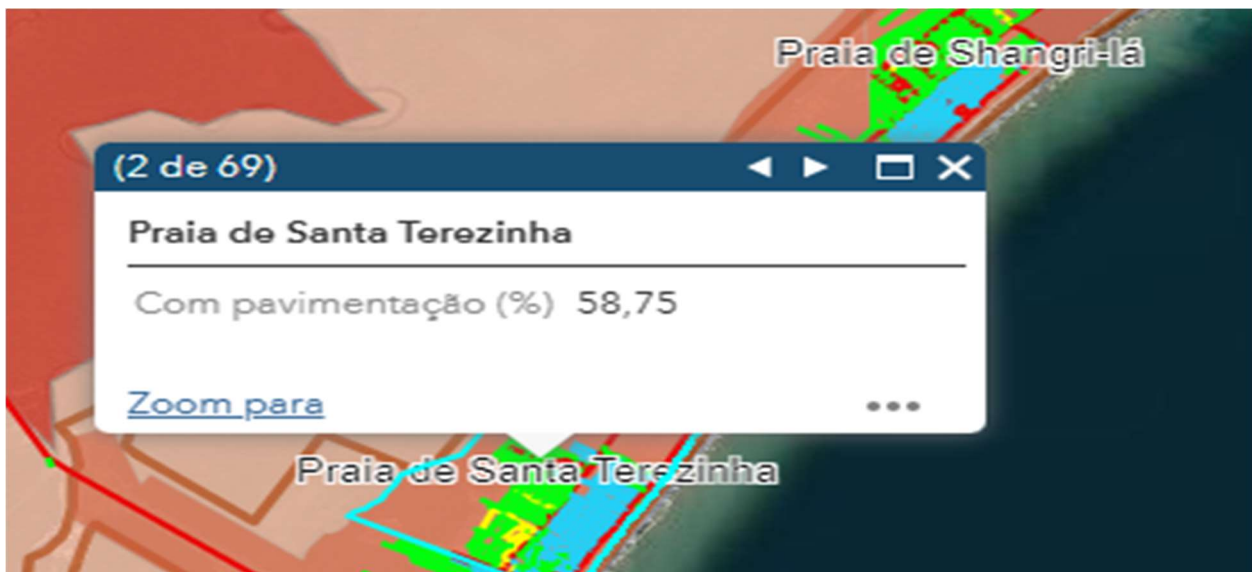 Praia de Shangri-lá
(2 de 69)
Praia de Santa Terezinha
Com pavimentação (%) 58,75
Zoom para
Praia de Santa Terezinha